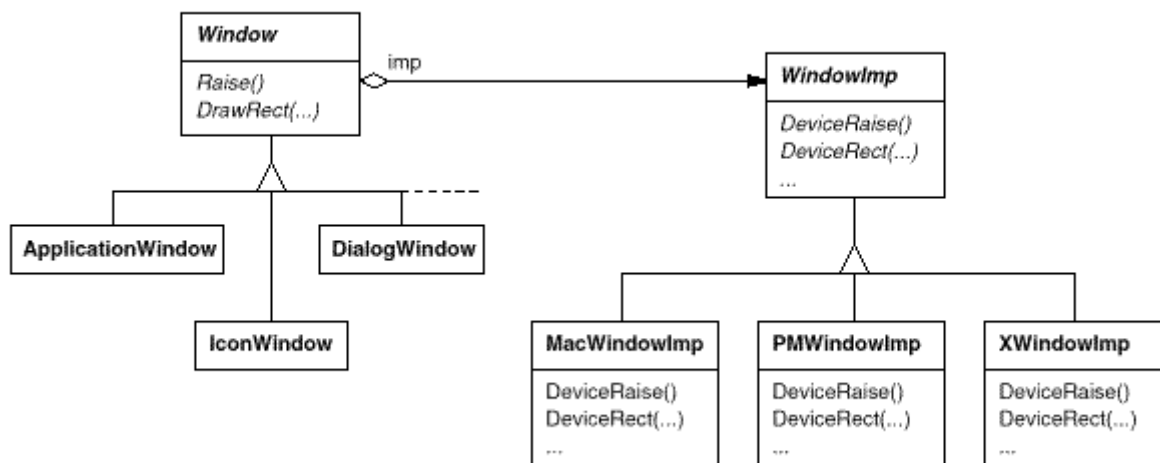 Window
Raise()
DrawRect(...)
imp
WindowImp
DeviceRaise()
DeviceRect(...)
...
ApplicationWindow
DialogWindow
IconWindow
MacWindowImp
DeviceRaise()
DeviceRect(...)
...
PMWindowImp
DeviceRaise()
DeviceRect(...)
...
XWindowImp
DeviceRaise()
DeviceRect(...)
...